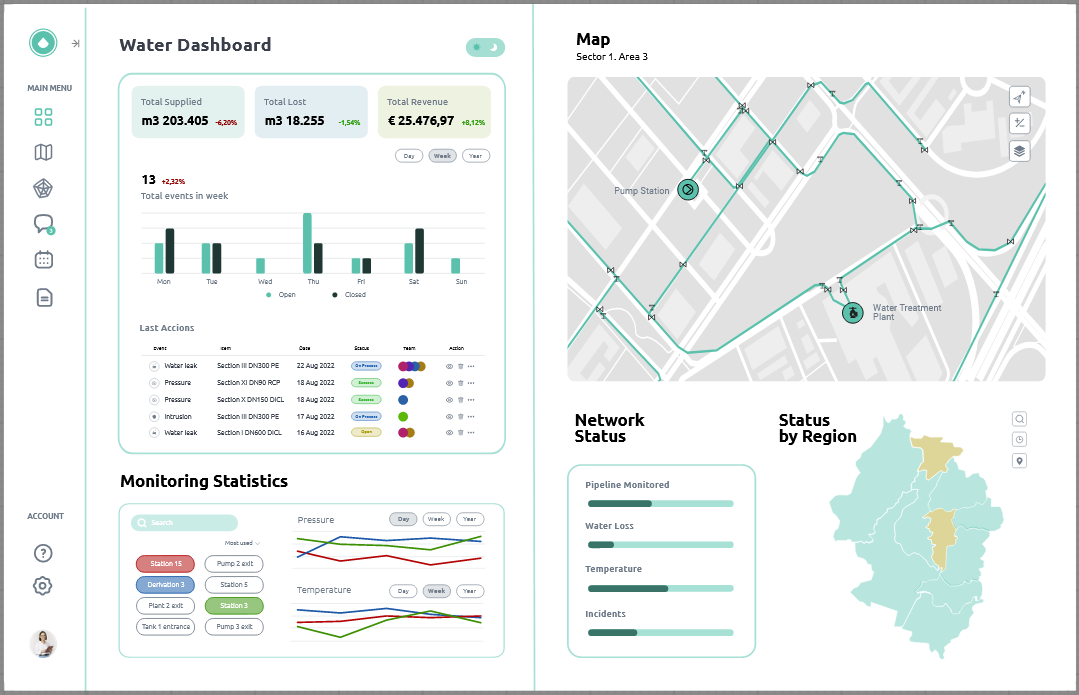 Water Dashboard
MAIN MENU
3
Total Supplied
m3 203.405 -6,20%
Total Lost
m3 18.255 -1,54%
Total Revenue
€ 25.476,97 +8,12%
Day Week Year
13 +2,32%
Total events in week
Mon Tue Wed Thu Fri Sat Sun
Open Closed
Last Accions
Event Item Date Status Team Action
Water leak Section III DN300 PE 22 Aug 2022 On Process
Pressure Section XI DN90 RCP 18 Aug 2022 Success
Pressure Section X DN150 DICL 18 Aug 2022 Success
Intrusion Section III DN300 PE 17 Aug 2022 On Process
Water leak Section I DN600 DICL 16 Aug 2022 Open
Monitoring Statistics
Search
Most used
Station 15 Pump 2 exit
Derivation 3 Station 5
Plant 2 exit Station 3
Tank 1 entrance Pump 3 exit
Pressure
Day Week Year
Temperature
Day Week Year
ACCOUNT
Map
Sector 1. Area 3
Pump Station
Water Treatment
Plant
Network
Status
Pipeline Monitored
Water Loss
Temperature
Incidents
Status
by Region